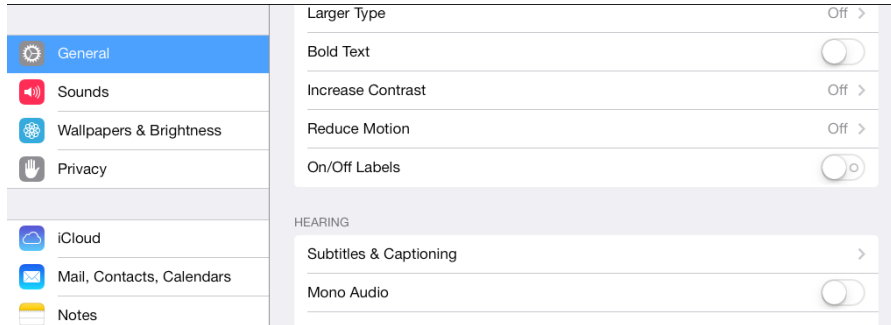 General
Sounds
Wallpapers & Brightness
Privacy
iCloud
Mail, Contacts, Calendars
Notes
Larger Type Off
Bold Text
Increase Contrast Off
Reduce Motion Off
On/Off Labels
HEARING
Subtitles & Captioning
Mono Audio